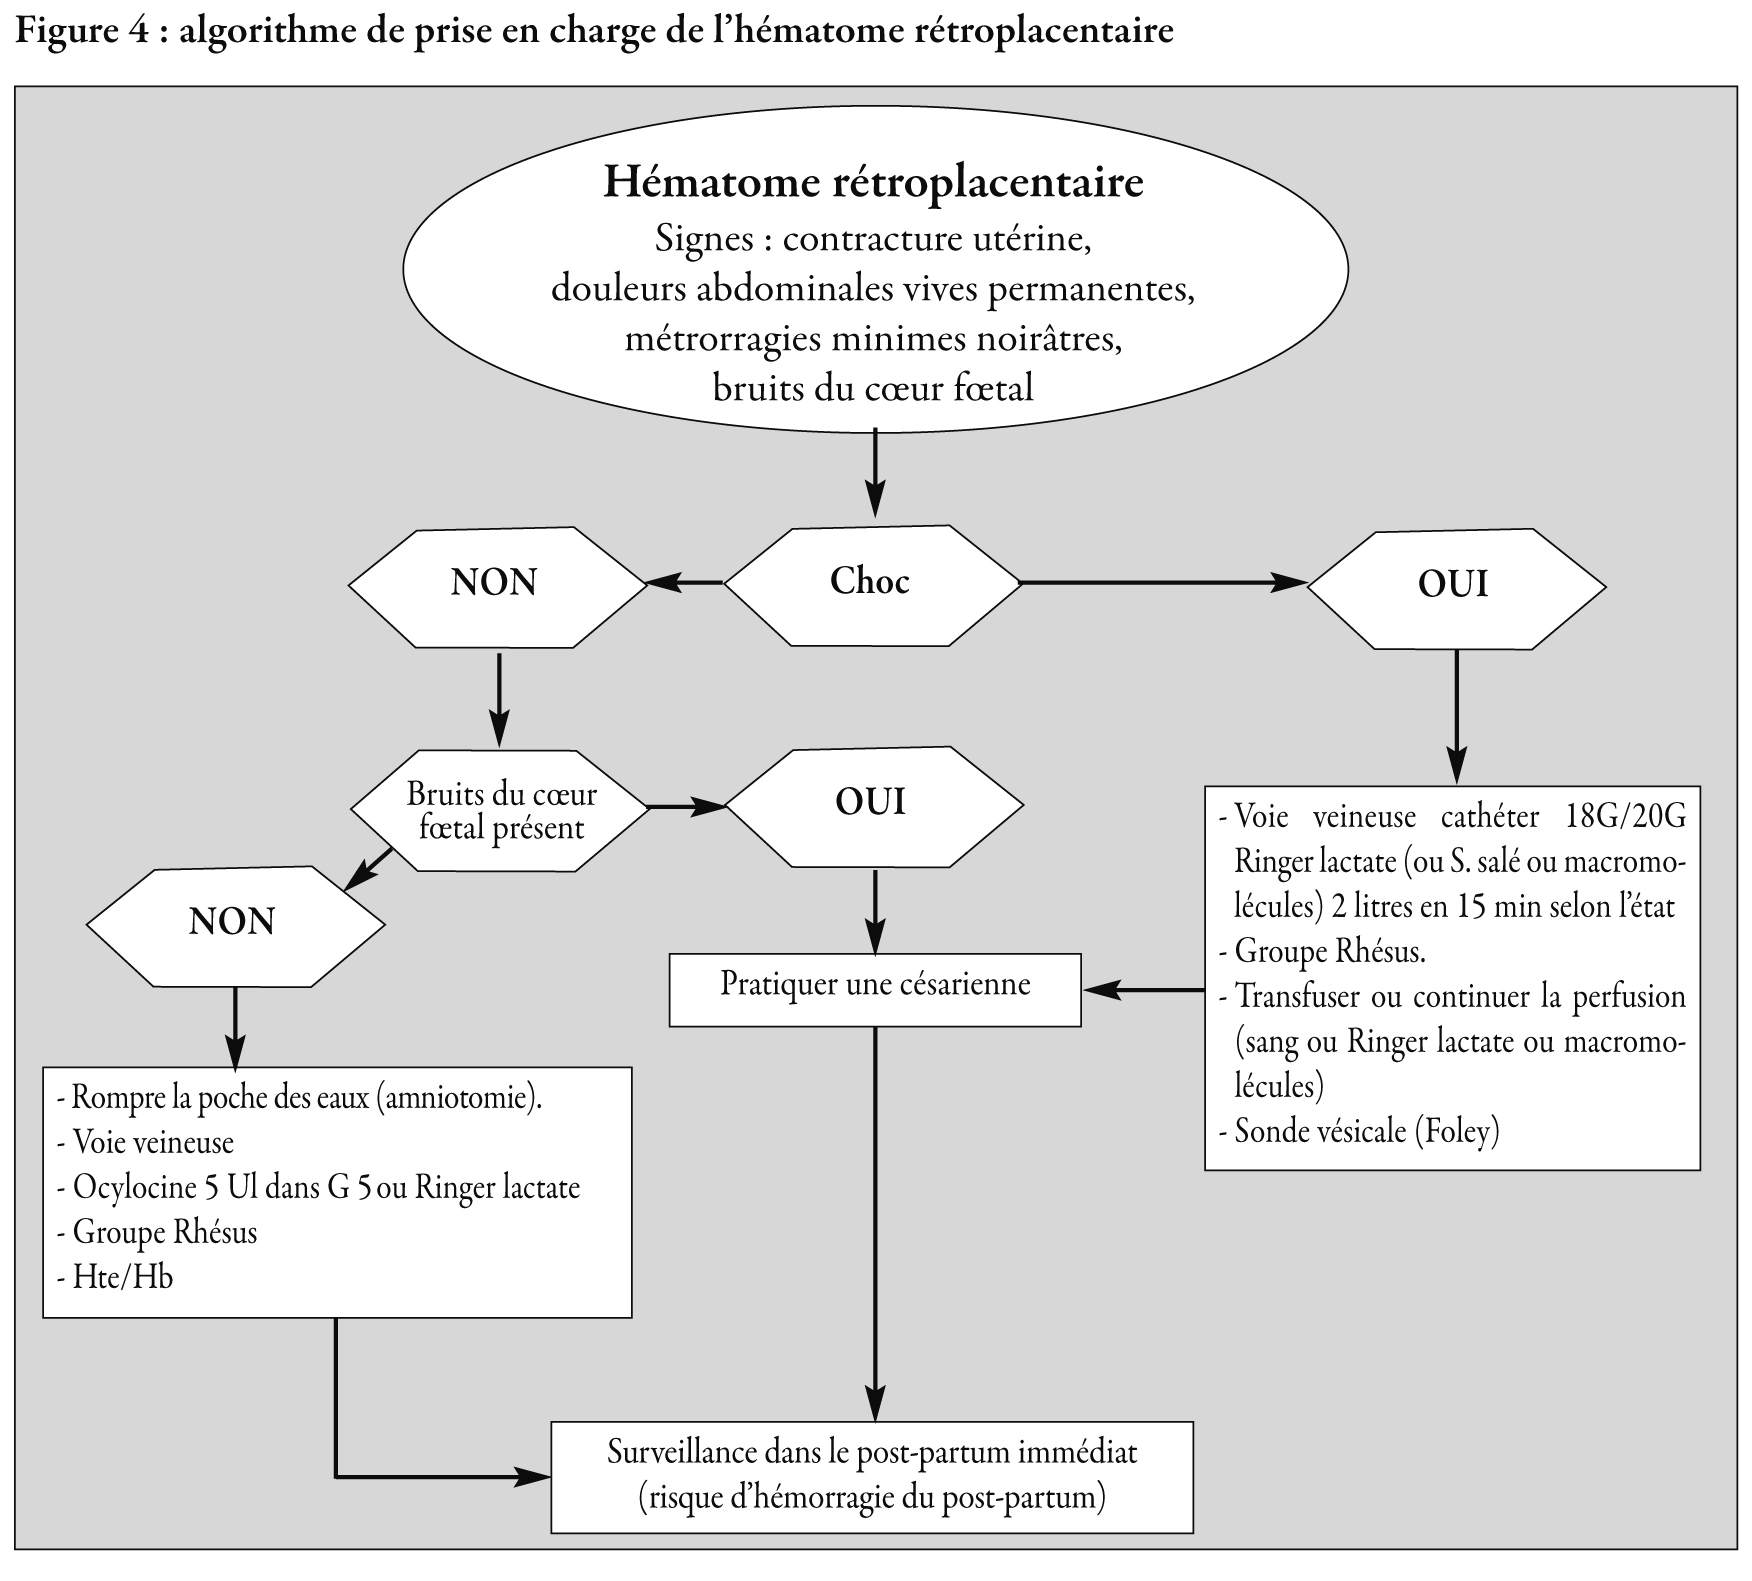 Figure 4 : algorithme de prise en charge de l’hématome rétroplacentaire
Hématome rétroplacentaire
Signes : contracture utérine,
douleurs abdominales vives permanentes,
métrorragies minimes noirâtres,
bruits du cœur fœtal
NON
Choc
OUI
Bruits du cœur
fœtal présent
OUI
NON
- Voie veineuse cathéter 18G/20G
Ringer lactate (ou S. salé ou macromo-
lécules) 2 litres en 15 min selon l’état
- Groupe Rhésus.
- Transfuser ou continuer la perfusion
(sang ou Ringer lactate ou macromo-
lécules)
- Sonde vésicale (Foley)
Pratiquer une césarienne
- Rompre la poche des eaux (amniotomie).
- Voie veineuse
- Ocylocine 5 Ul dans G 5 ou Ringer lactate
- Groupe Rhésus
- Hte/Hb
Surveillance dans le post-partum immédiat
(risque d’hémorragie du post-partum)